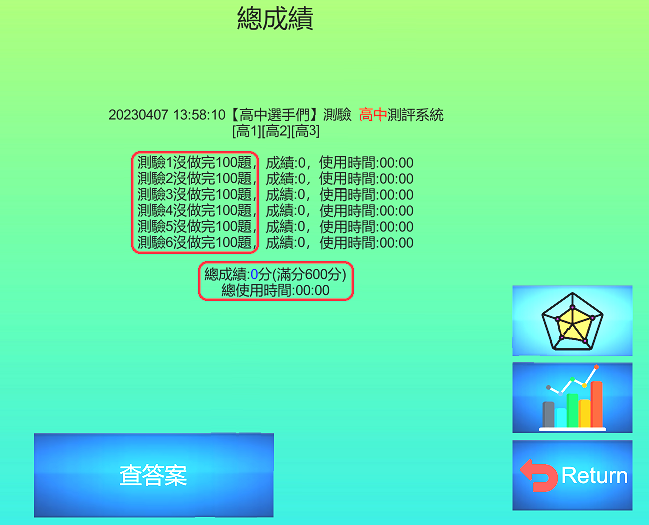 總成績
20230407 13:58:10【高中選手們】測驗 高中測評系統
[高1][高2][高3]
測驗1沒做完100題，成績:0，使用時間:00:00
測驗2沒做完100題，成績:0，使用時間:00:00
測驗3沒做完100題，成績:0，使用時間:00:00
測驗4沒做完100題，成績:0，使用時間:00:00
測驗5沒做完100題，成績:0，使用時間:00:00
測驗6沒做完100題，成績:0，使用時間:00:00
總成績:0分(滿分600分)
總使用時間:00:00
查答案
Return